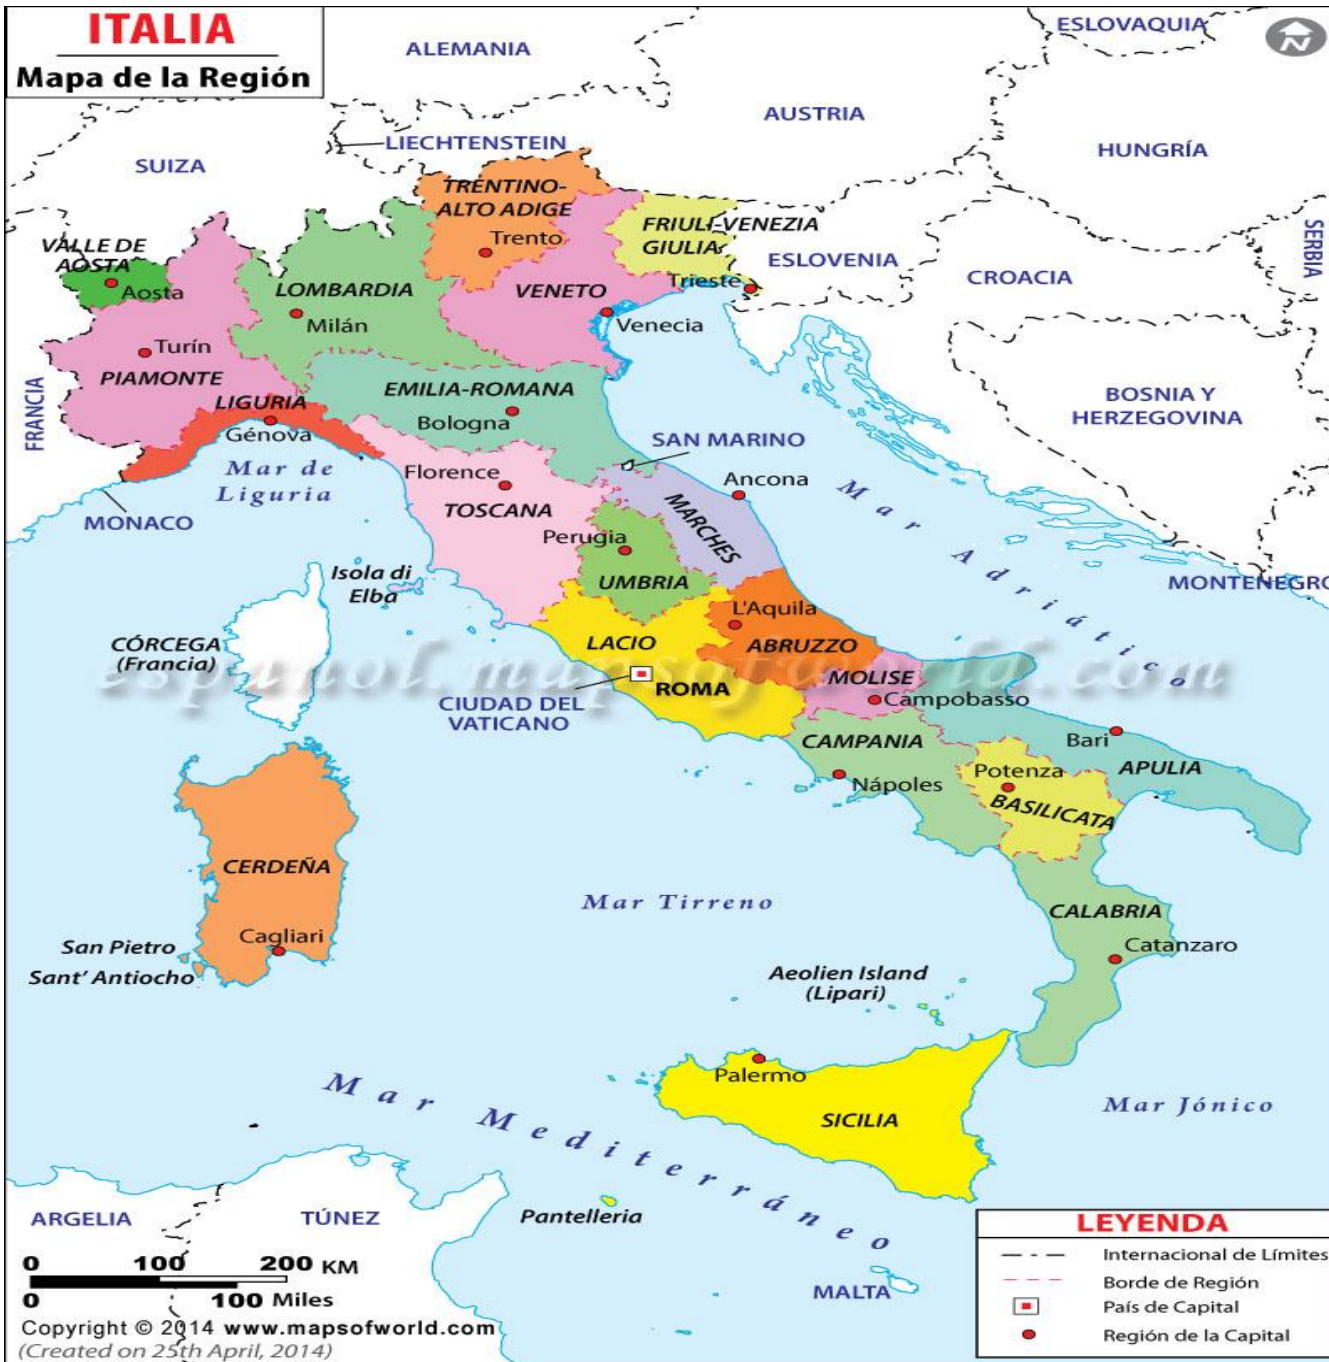 ITALIA
Mapa de la Región
ALEMANIA
ESLOVAQUIA
N
AUSTRIA
LIECHTENSTEIN
HUNGRÍA
SUIZA
TRENTINO-
ALTO ADIGE
Trento
FRIULI-VENEZIA
GIULIA
SERBIA
VALLE DE
AOSTA
Aosta
ESLOVENIA
CROACIA
LOMBARDIA
VENETO
Trieste
Milán
Venecia
Turín
PIAMONTE
EMILIA-ROMANA
Bologna
BOSNIA Y
HERZEGOVINA
FRANCIA
LIGURIA
Génova
SAN MARINO
Mar de
Liguria
Florence
TOSCANA
Ancona
MARCHES
Mar Adriático
MONACO
Perugia
UMBRIA
Isola di
Elba
MONTENEGRO
L'Aquila
ABRUZZO
CÓRCEGA
(Francia)
LACIO
espanol.mapsofworld.com
ROMA
CIUDAD DEL
VATICANO
MOLISE
Campobasso
CAMPANIA
Nápoles
Bari
APULIA
Potenza
BASILICATA
CERDEÑA
Mar Tirreno
CALABRIA
Catanzaro
Cagliari
San Pietro
Sant' Antiocho
Aeolien Island
(Lipari)
Palermo
SICILIA
Mar Jónico
Mar Mediterráneo
ARGELIA
TÚNEZ
Pantelleria
MALTA
0 100 200 KM
0 100 Miles
Copyright © 2014 www.mapsofworld.com
(Created on 25th April, 2014)
LEYENDA
Internacional de Límites
Borde de Región
País de Capital
Región de la Capital